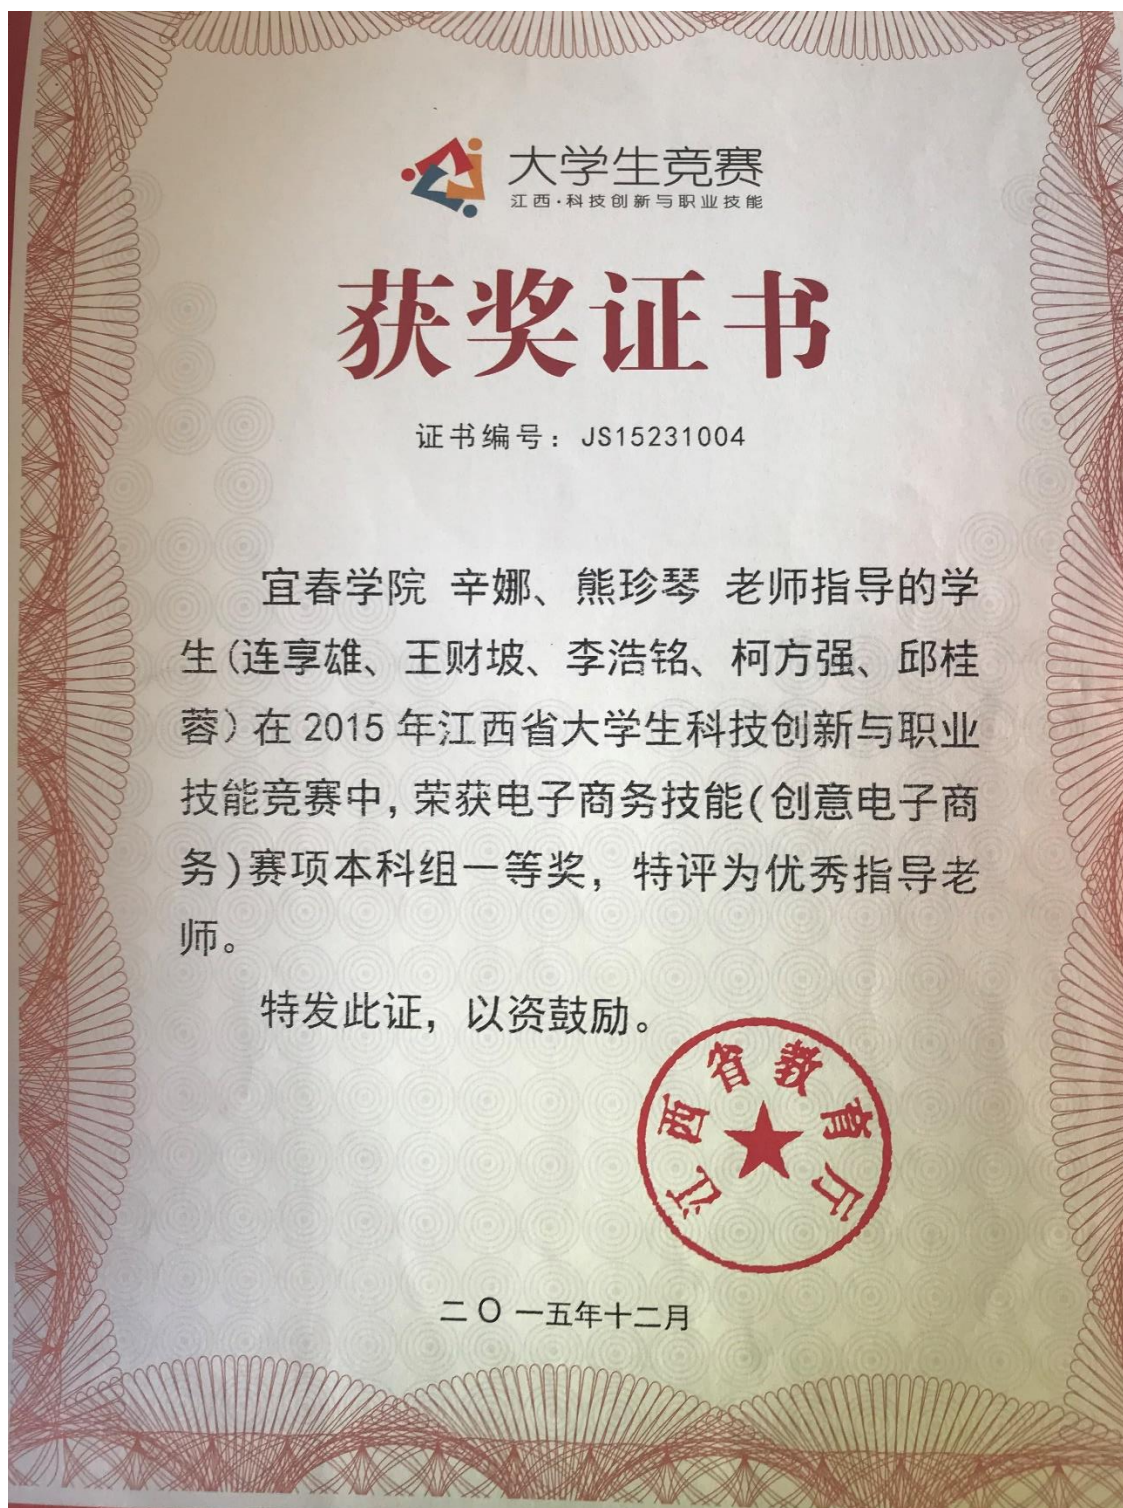 大学生竞赛
江西·科技创新与职业技能
获奖证书
证书编号：JS15231004
宜春学院 辛娜、熊珍琴 老师指导的学
生(连享雄、王财坡、李浩铭、柯方强、邱桂
蓉)在2015年江西省大学生科技创新与职业
技能竞赛中,荣获电子商务技能(创意电子商
务)赛项本科组一等奖，特评为优秀指导老
师。
特发此证，以资鼓励。
江西省教育厅
二〇一五年十二月